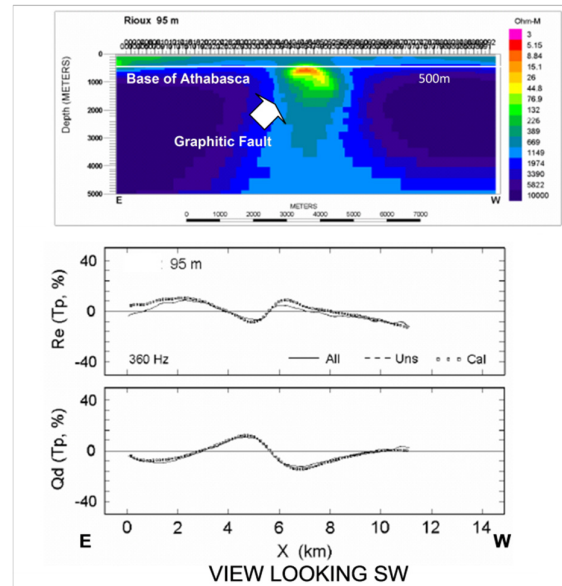 Rioux 95 m
Ohm-M
3
5.15
8.84
15.1
26
44.8
76.9
132
226
389
669
1149
1974
3390
5822
10000
Depth (METERS)
0
1000
2000
3000
4000
5000
Base of Athabasca
500m
Graphitic Fault
E
W
METERS
0 1000 2000 3000 4000 5000 6000 7000
Re (Tp, %)
40
0
-40
: 95 m
360 Hz
All
Uns
Cal
Qd (Tp, %)
40
0
-40
0 2 4 6 8 10 12 14
E
X (km)
W
VIEW LOOKING SW